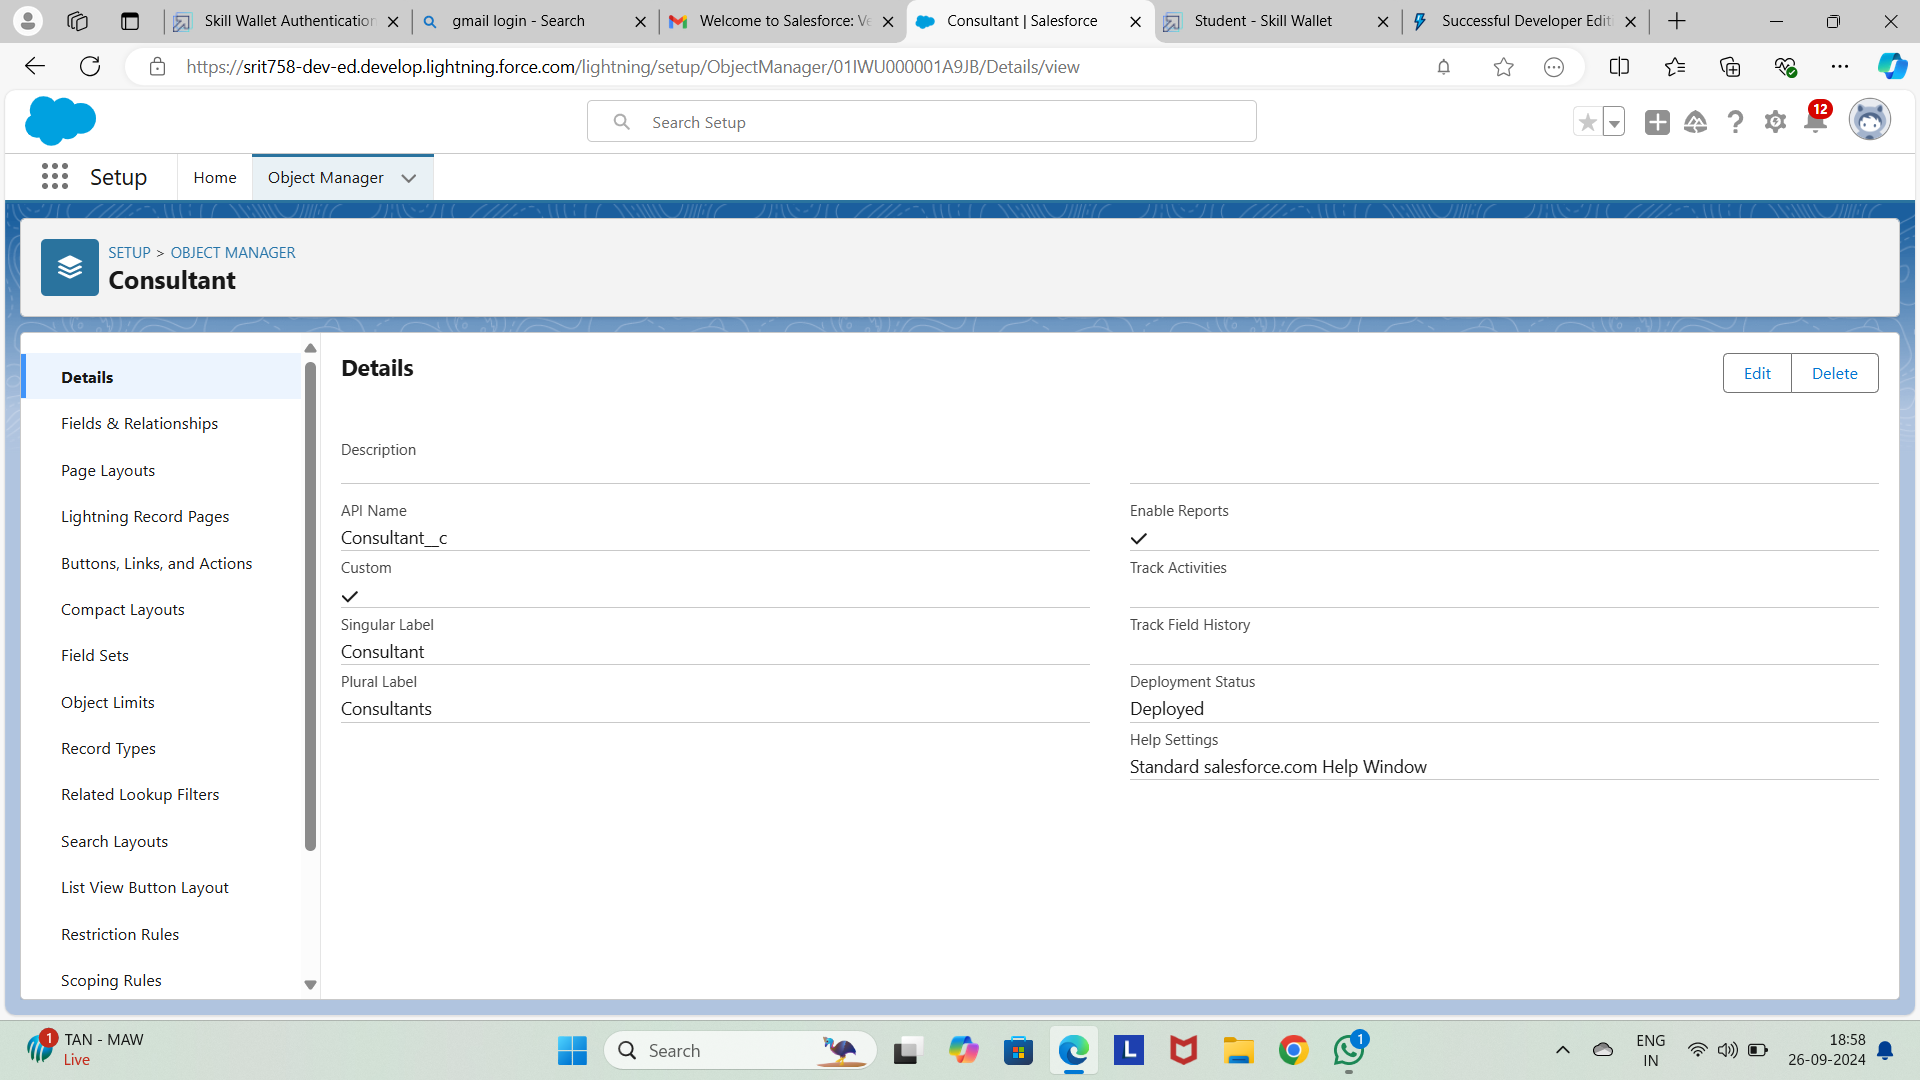 Skill Wallet Authentication
gmail login - Search
Welcome to Salesforce: Ve
Consultant | Salesforce
Student - Skill Wallet
Successful Developer Editi
https://srit758-dev-ed.develop.lightning.force.com/lightning/setup/ObjectManager/01IWU000001A9JB/Details/view
Search Setup
12
Setup
Home
Object Manager
SETUP > OBJECT MANAGER
Consultant
Details
Fields & Relationships
Page Layouts
Lightning Record Pages
Buttons, Links, and Actions
Compact Layouts
Field Sets
Object Limits
Record Types
Related Lookup Filters
Search Layouts
List View Button Layout
Restriction Rules
Scoping Rules
Details
Edit
Delete
Description
API Name
Consultant__c
Custom
Singular Label
Consultant
Plural Label
Consultants
Enable Reports
Track Activities
Track Field History
Deployment Status
Deployed
Help Settings
Standard salesforce.com Help Window
1
TAN - MAW
Live
Search
L
1
ENG
IN
18:58
26-09-2024